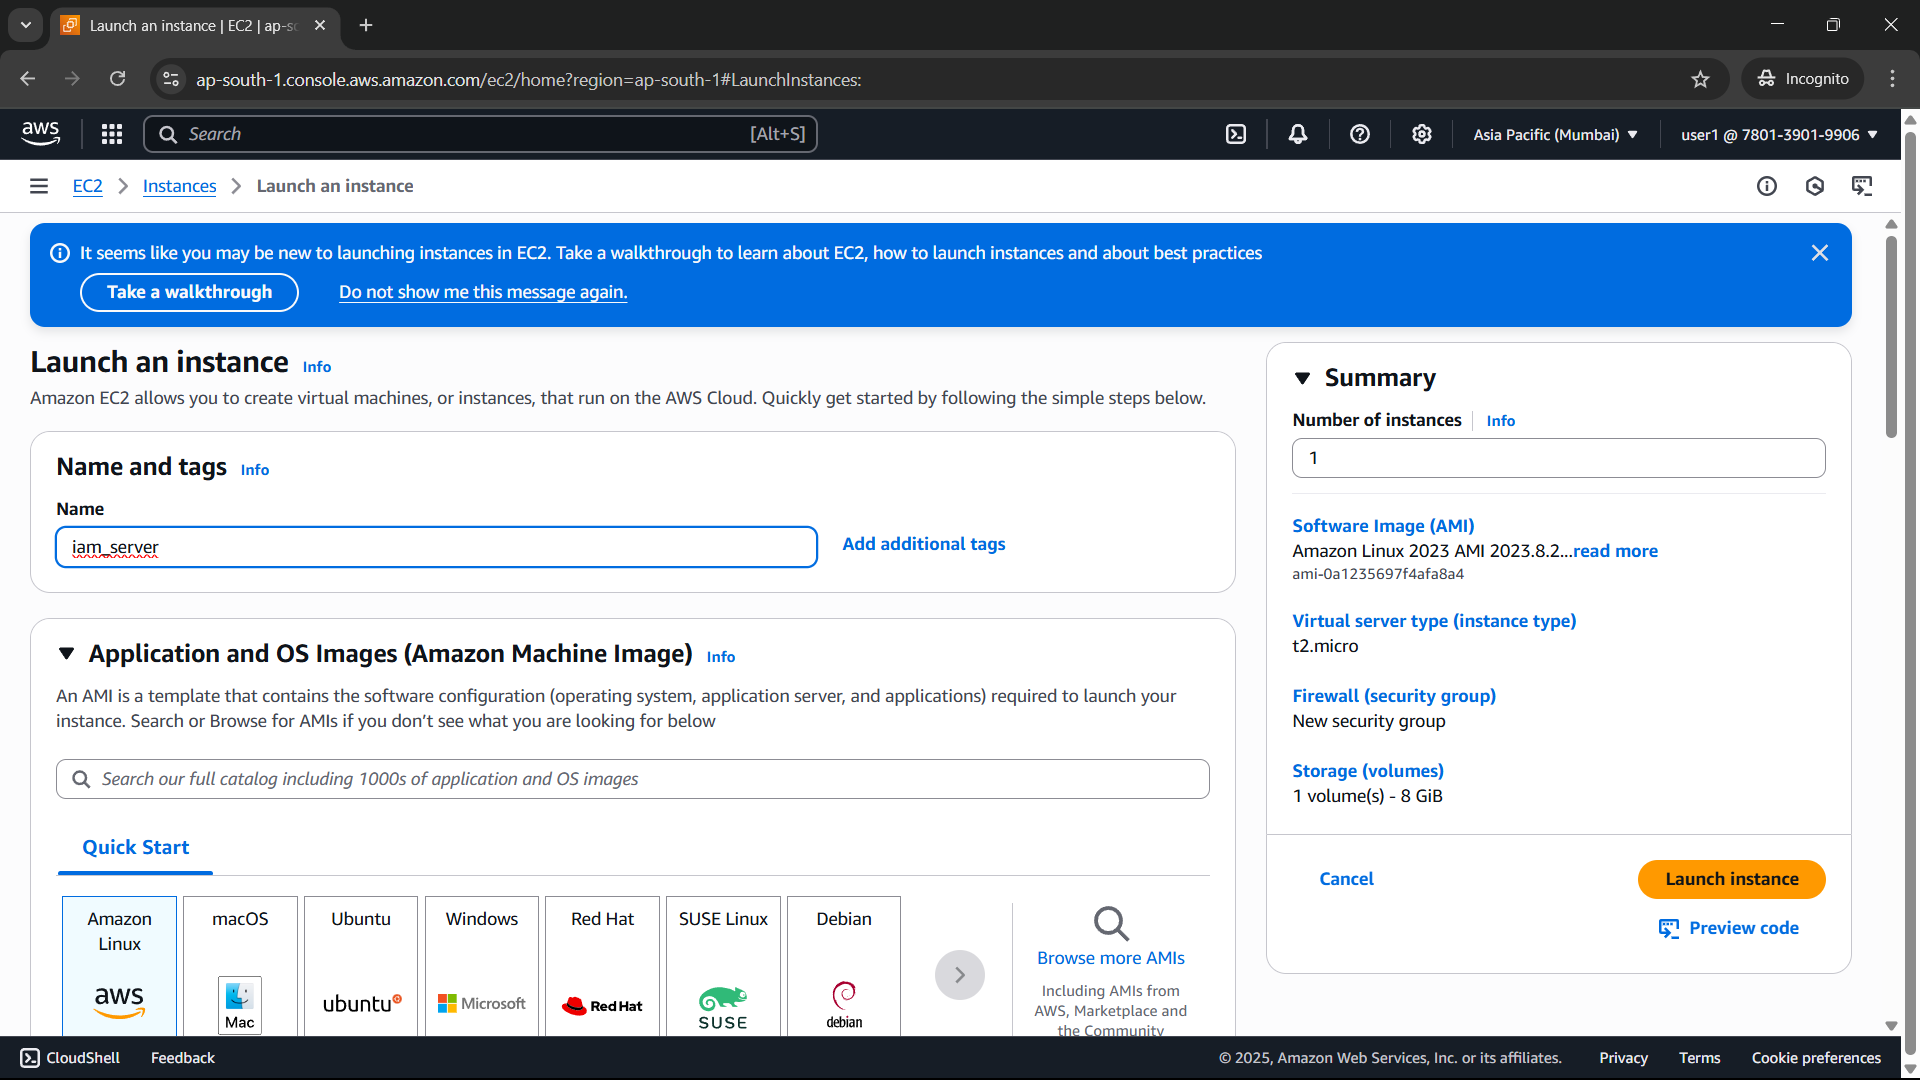 Launch an instance | EC2 | ap-so
ap-south-1.console.aws.amazon.com/ec2/home?region=ap-south-1#LaunchInstances:
Incognito
aws
Search
[Alt+S]
Asia Pacific (Mumbai)
user1 @ 7801-3901-9906
EC2
Instances
Launch an instance
It seems like you may be new to launching instances in EC2. Take a walkthrough to learn about EC2, how to launch instances and about best practices
Take a walkthrough
Do not show me this message again.
Launch an instance Info
Amazon EC2 allows you to create virtual machines, or instances, that run on the AWS Cloud. Quickly get started by following the simple steps below.
Name and tags Info
Name
iam_server
Add additional tags
Application and OS Images (Amazon Machine Image) Info
An AMI is a template that contains the software configuration (operating system, application server, and applications) required to launch your
instance. Search or Browse for AMIs if you don’t see what you are looking for below
Search our full catalog including 1000s of application and OS images
Quick Start
Amazon
Linux
aws
macOS
Mac
Ubuntu
ubuntu
Windows
Microsoft
Red Hat
Red Hat
SUSE Linux
SUSE
Debian
debian
Browse more AMIs
Including AMIs from
AWS, Marketplace and
the Community
Summary
Number of instances Info
1
Software Image (AMI)
Amazon Linux 2023 AMI 2023.8.2...read more
ami-0a1235697f4afa8a4
Virtual server type (instance type)
t2.micro
Firewall (security group)
New security group
Storage (volumes)
1 volume(s) - 8 GiB
Cancel
Launch instance
Preview code
CloudShell
Feedback
© 2025, Amazon Web Services, Inc. or its affiliates.
Privacy
Terms
Cookie preferences